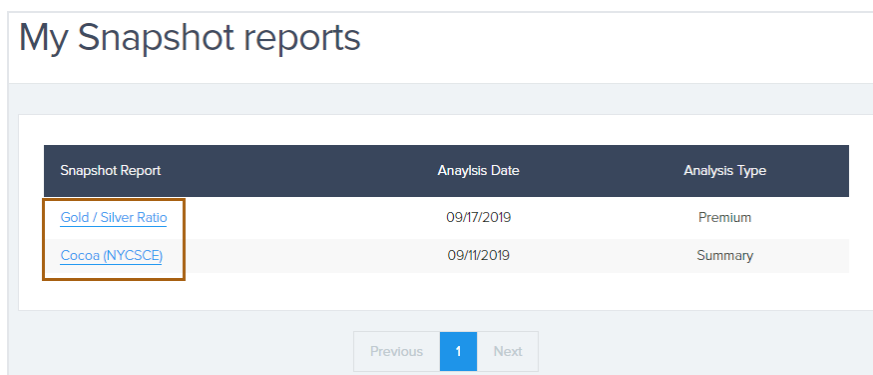 My Snapshot reports
Snapshot Report Anaylsis Date Analysis Type
Gold / Silver Ratio 09/17/2019 Premium
Cocoa (NYCSCE) 09/11/2019 Summary
Previous 1 Next